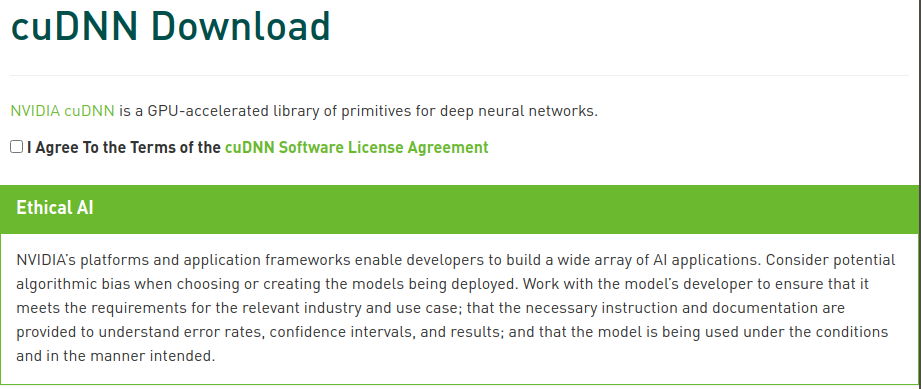 cuDNN Download
NVIDIA cuDNN is a GPU-accelerated library of primitives for deep neural networks.
I Agree To the Terms of the cuDNN Software License Agreement
Ethical AI
NVIDIA’s platforms and application frameworks enable developers to build a wide array of AI applications. Consider potential
algorithmic bias when choosing or creating the models being deployed. Work with the model’s developer to ensure that it
meets the requirements for the relevant industry and use case; that the necessary instruction and documentation are
provided to understand error rates, confidence intervals, and results; and that the model is being used under the conditions
and in the manner intended.